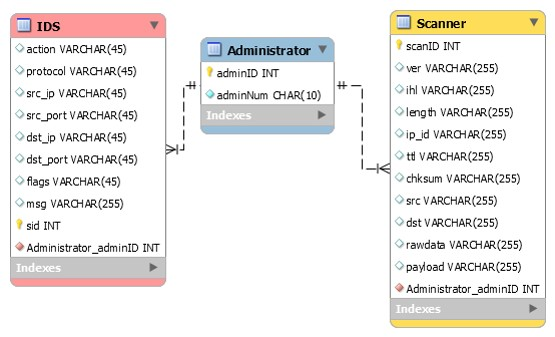 IDS
action VARCHAR(45)
protocol VARCHAR(45)
src_ip VARCHAR(45)
src_port VARCHAR(45)
dst_ip VARCHAR(45)
dst_port VARCHAR(45)
flags VARCHAR(45)
msg VARCHAR(255)
sid INT
Administrator_adminID INT
Indexes
Administrator
adminID INT
adminNum CHAR(10)
Indexes
Scanner
scanID INT
ver VARCHAR(255)
ihl VARCHAR(255)
length VARCHAR(255)
ip_id VARCHAR(255)
ttl VARCHAR(255)
chksum VARCHAR(255)
src VARCHAR(255)
dst VARCHAR(255)
rawdata VARCHAR(255)
payload VARCHAR(255)
Administrator_adminID INT
Indexes